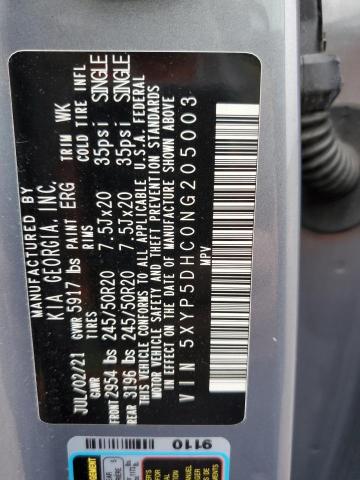 MANUFACTURED BY
KIA GEORGIA, INC.
JUL/02/21 GVWR 5917 lbs PAINT ERG TRIM WK
GAWR TIRES RIMS COLD TIRE INFL
FRONT 2954 lbs 245/50R20 7.5Jx20 35psi SINGLE
REAR 3196 lbs 245/50R20 7.5Jx20 35psi SINGLE
THIS VEHICLE CONFORMS TO ALL APPLICABLE U.S.A. FEDERAL
MOTOR VEHICLE SAFETY AND THEFT PREVENTION STANDARDS
IN EFFECT ON THE DATE OF MANUFACTURE SHOWN ABOVE
VIN 5XYP5DHC0NG205003
MPV
9110